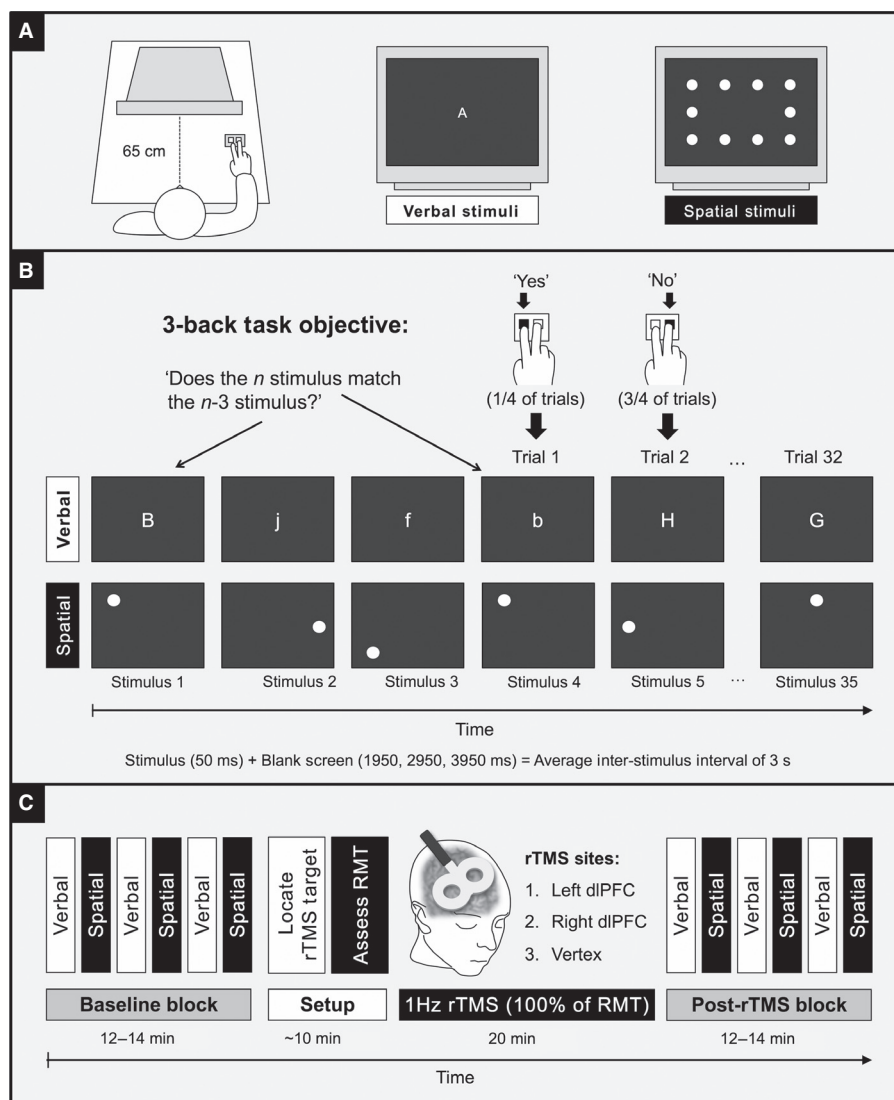 A
65 cm
A
Verbal stimuli
Spatial stimuli
B
'Yes'
'No'
3-back task objective:
'Does the n stimulus match
the n-3 stimulus?'
(1/4 of trials)
(3/4 of trials)
Trial 1
Trial 2
...
Trial 32
Verbal
B
j
f
b
H
G
Spatial
Stimulus 1
Stimulus 2
Stimulus 3
Stimulus 4
Stimulus 5
...
Stimulus 35
Time
Stimulus (50 ms) + Blank screen (1950, 2950, 3950 ms) = Average inter-stimulus interval of 3 s
C
Verbal
Spatial
Verbal
Spatial
Verbal
Spatial
Locate
rTMS target
Assess RMT
rTMS sites:
1. Left dlPFC
2. Right dlPFC
3. Vertex
Verbal
Spatial
Verbal
Spatial
Verbal
Spatial
Baseline block
Setup
1Hz rTMS (100% of RMT)
Post-rTMS block
12–14 min
~10 min
20 min
12–14 min
Time